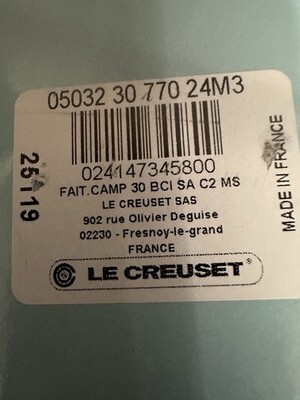 05032 30 770 24M3
024147345800
FAIT.CAMP 30 BCI SA C2 MS
LE CREUSET SAS
902 rue Olivier Deguise
02230 - Fresnoy-le-grand
FRANCE
LE CREUSET®
25119
MADE IN FRANCE